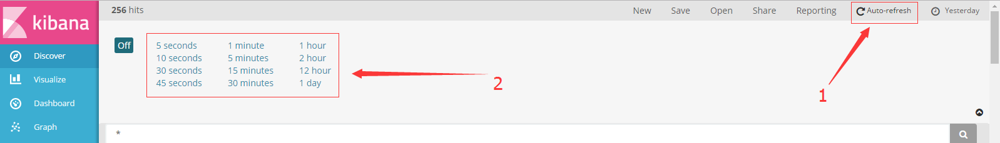 256 hits
New Save Open Share Reporting Auto-refresh Yesterday
kibana
Off
5 seconds 1 minute 1 hour
10 seconds 5 minutes 2 hour
30 seconds 15 minutes 12 hour
45 seconds 30 minutes 1 day
2
1
Discover
Visualize
Dashboard
Graph
*